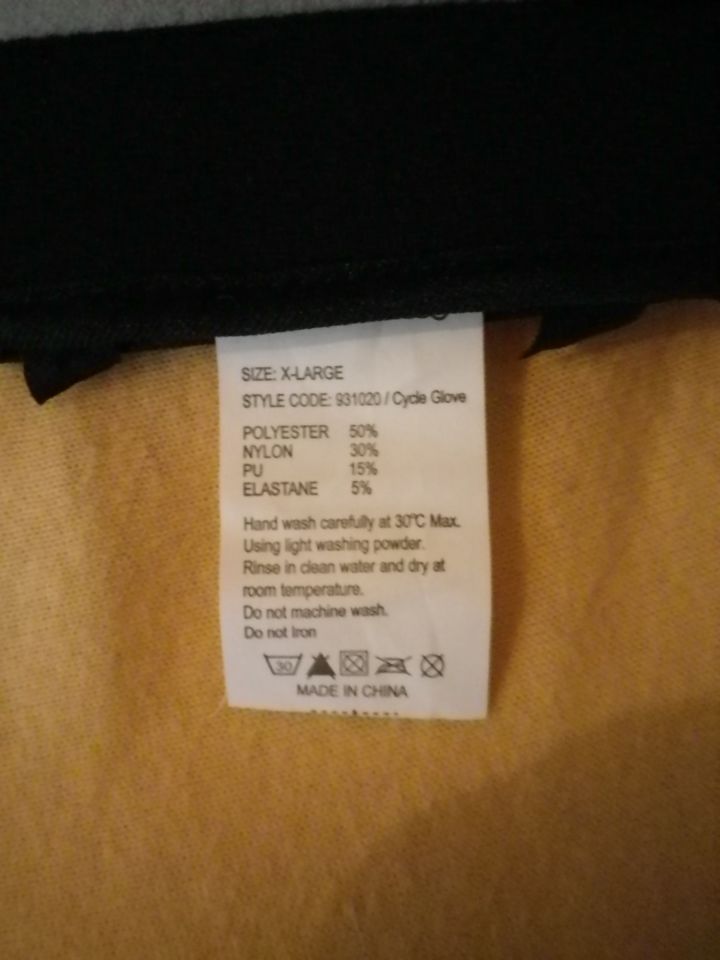 SIZE: X-LARGE
STYLE CODE: 931020 / Cycle Glove
POLYESTER 50%
NYLON 30%
PU 15%
ELASTANE 5%
Hand wash carefully at 30℃ Max.
Using light washing powder.
Rinse in clean water and dry at
room temperature.
Do not machine wash.
Do not Iron
30
MADE IN CHINA